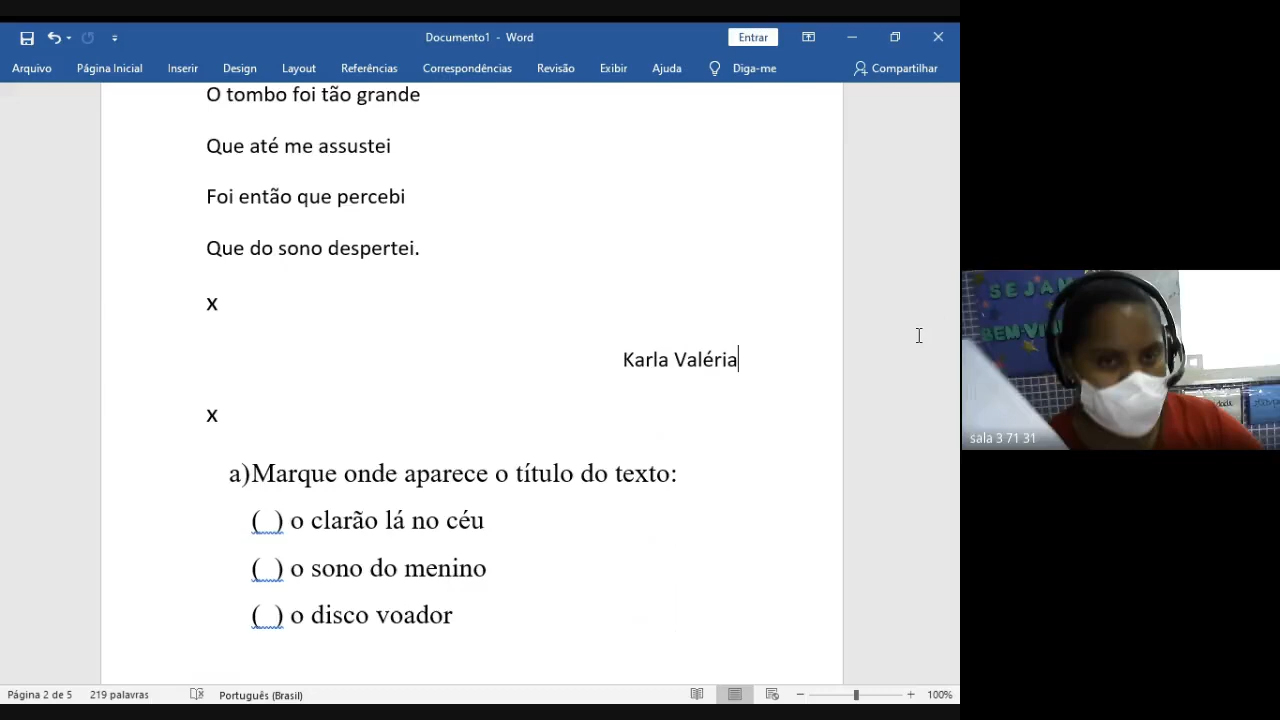 Documento1 - Word
Entrar
Arquivo Página Inicial Inserir Design Layout Referências Correspondências Revisão Exibir Ajuda Diga-me Compartilhar
O tombo foi tão grande
Que até me assustei
Foi então que percebi
Que do sono despertei.
x
Karla Valéria
x
a)Marque onde aparece o título do texto:
( ) o clarão lá no céu
( ) o sono do menino
( ) o disco voador
SEJAM
BEM-VIN
sala 3 71 31
Página 2 de 5 219 palavras Português (Brasil) 100%